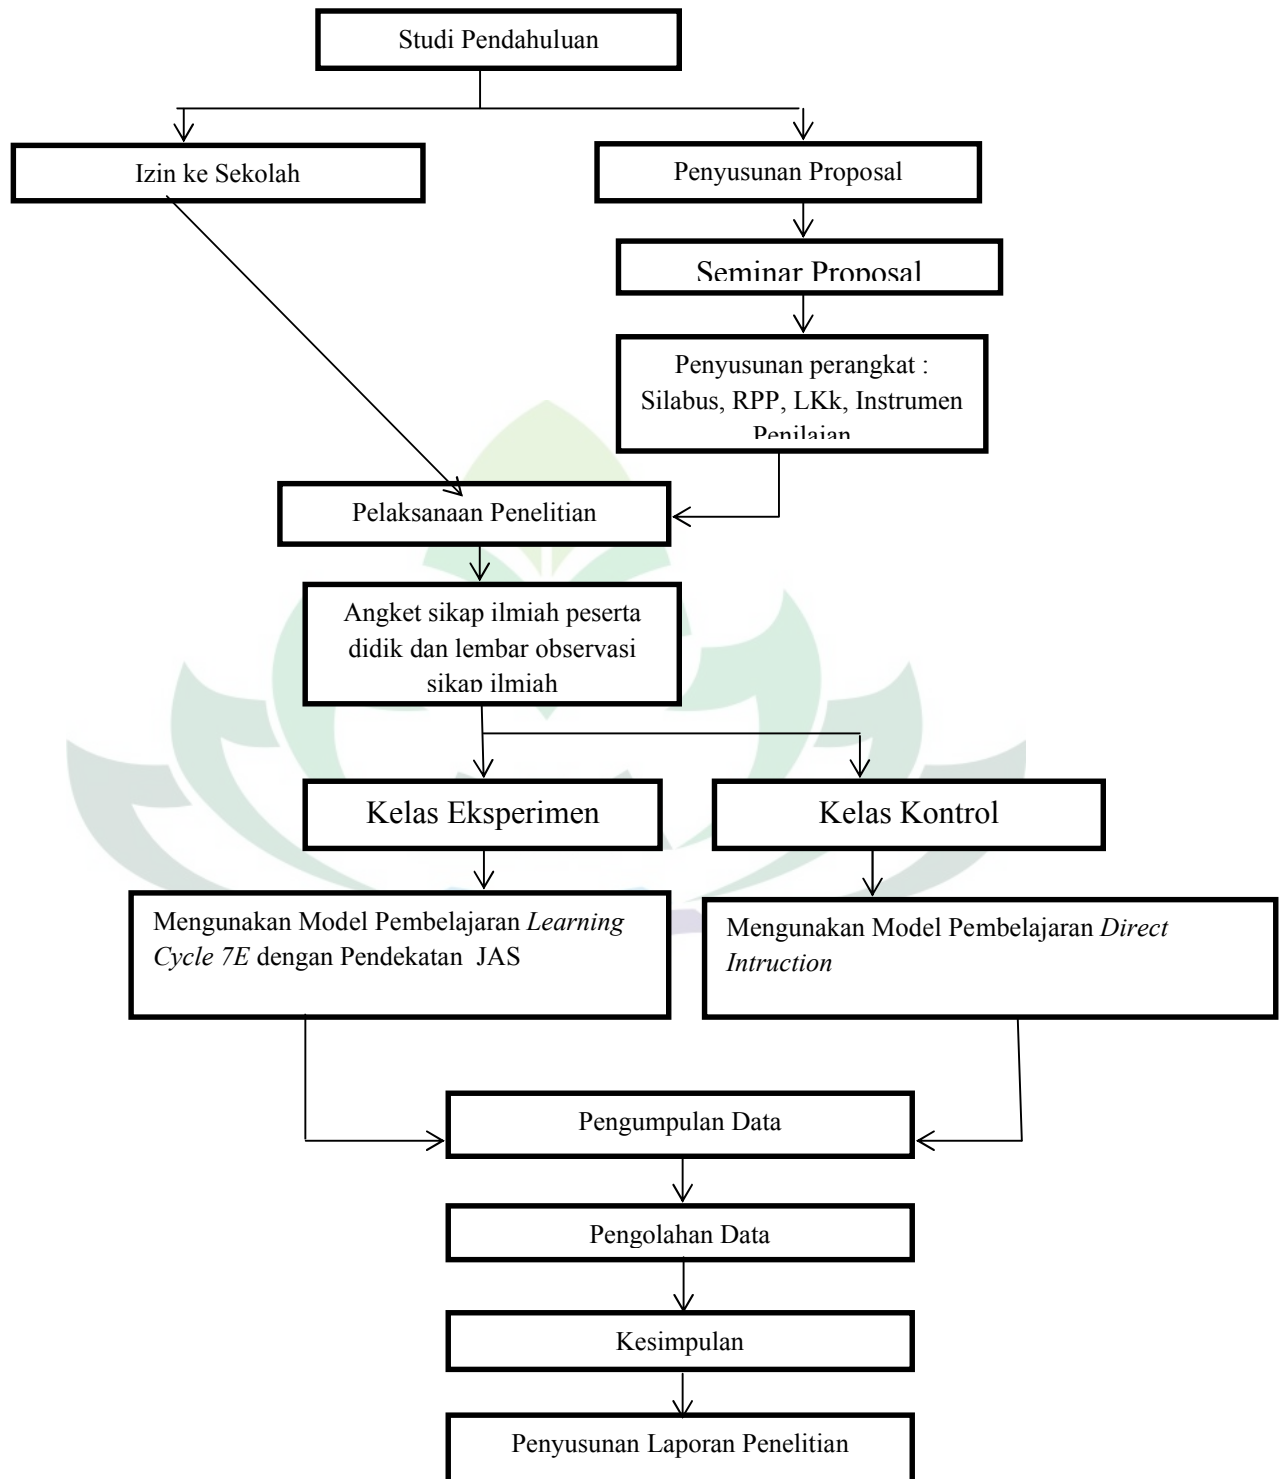 Studi Pendahuluan
Izin ke Sekolah
Penyusunan Proposal
Seminar Proposal
Penyusunan perangkat :
Silabus, RPP, LKk, Instrumen
Penilaian
Pelaksanaan Penelitian
Angket sikap ilmiah peserta
didik dan lembar observasi
sikap ilmiah
Kelas Eksperimen
Kelas Kontrol
Mengunakan Model Pembelajaran Learning
Cycle 7E dengan Pendekatan JAS
Mengunakan Model Pembelajaran Direct
Intruction
Pengumpulan Data
Pengolahan Data
Kesimpulan
Penyusunan Laporan Penelitian